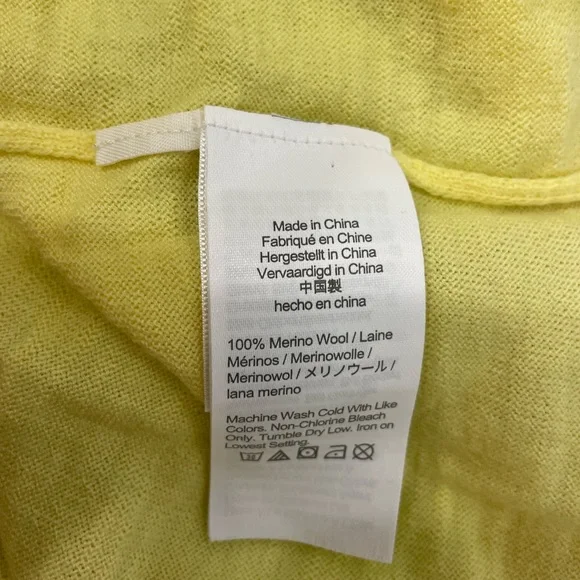 Made in China
Fabriqué en Chine
Hergestellt in China
Vervaardigd in China
中国製
hecho en china
100% Merino Wool / Laine
Mérinos / Merinowolle /
Merinowol / メリノウール /
lana merino
Machine Wash Cold With Like
Colors. Non-Chlorine Bleach
Only. Tumble Dry Low. Iron on
Lowest Setting.